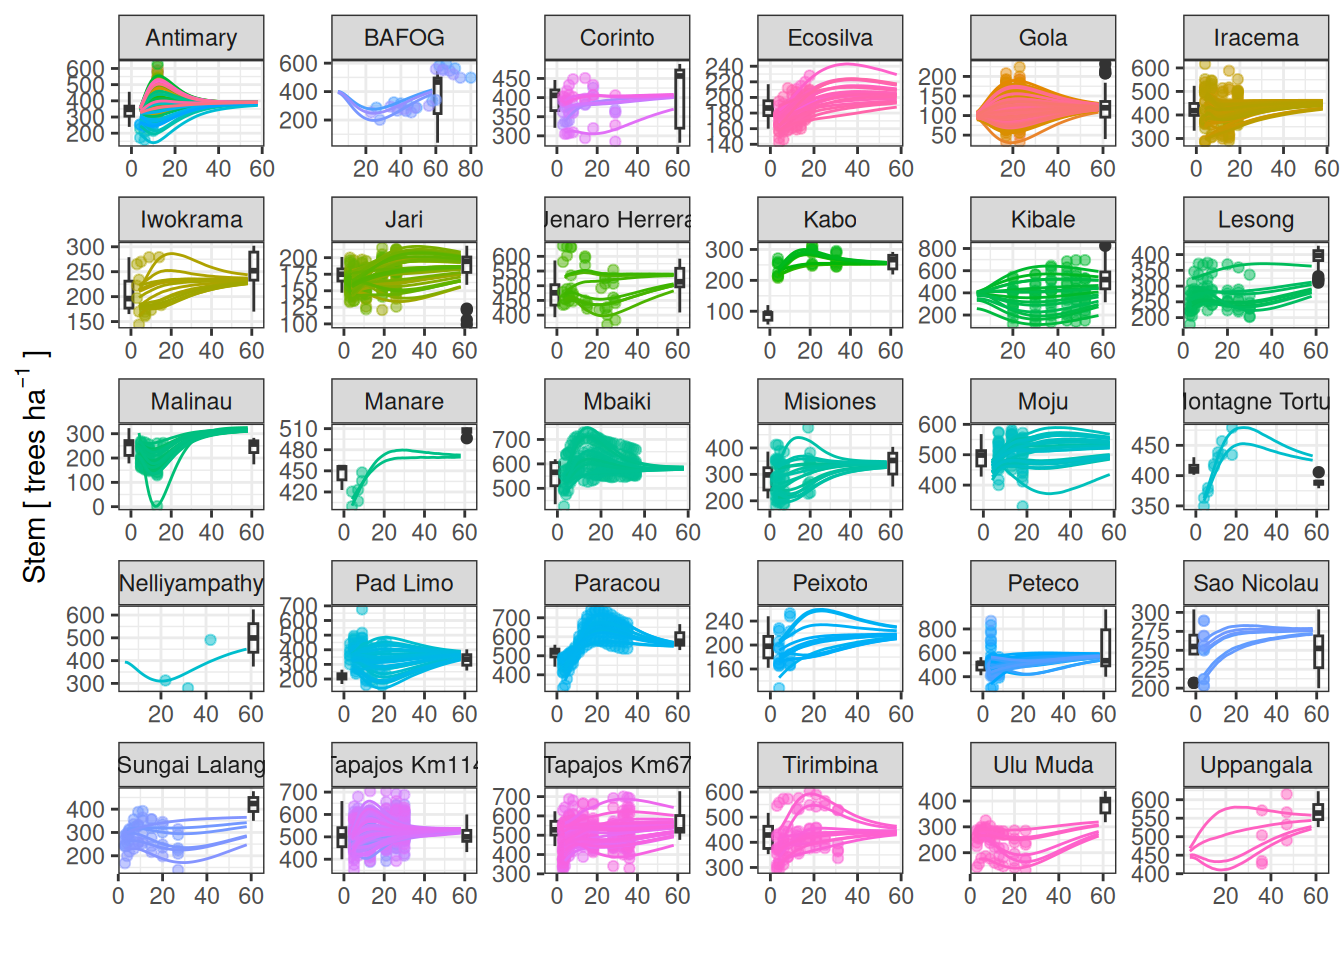 Stem [ trees ha⁻¹ ]
Antimary BAFOG Corinto Ecosilva Gola Iracema
600 500 400 300 200
0 20 40 60
600 400 200
20 40 60 80
450 400 350 300
0 20 40 60
240 220 200 180 160 140
0 20 40 60
200 150 100 50
0 20 40 60
600 500 400 300
0 20 40 60
Iwokrama Jari Jenaro Herrera Kabo Kibale Lesong
300 250 200 150
0 20 40 60
200 175 150 125 100
0 20 40 60
600 550 500 450 400
0 20 40 60
300 200 100
0 20 40 60
800 600 400 200
20 40 60
400 350 300 250 200
0 20 40 60
Malinau Manare Mbaiki Misiones Moju Montagne Tortu
300 200 100 0
0 20 40 60
510 480 450 420
0 20 40 60
700 600 500
0 20 40 60
400 300 200
0 20 40 60
600 500 400
0 20 40 60
450 400 350
0 20 40 60
Nelliyampathy Pad Limo Paracou Peixoto Peteco Sao Nicolau
600 500 400 300
20 40 60
700 600 500 400 300 200
0 20 40 60
700 600 500 400
0 20 40 60
240 200 160
0 20 40 60
800 600 400
0 20 40 60
300 275 250 225 200
0 20 40 60
Sungai Lalang Tapajos Km114 Tapajos Km67 Tirimbina Ulu Muda Uppangala
400 300 200
0 20 40 60
700 600 500 400
0 20 40 60
700 600 500 400 300
0 20 40 60
600 500 400 300
0 20 40 60
400 300 200
0 20 40 60
600 550 500 450 400
0 20 40 60